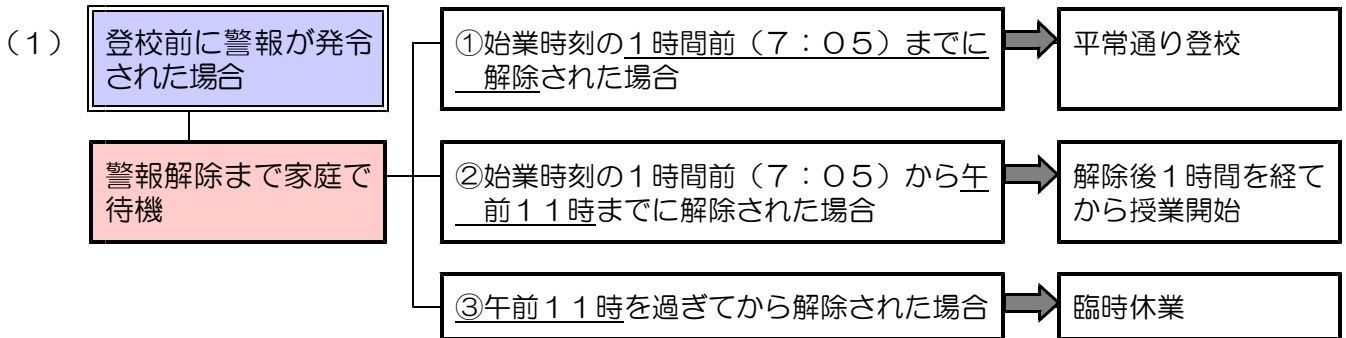 (1)
登校前に警報が発令
された場合
①始業時刻の1時間前(7:05)までに
解除された場合
平常通り登校
警報解除まで家庭で
待機
②始業時刻の1時間前(7:05)から午
前11時までに解除された場合
解除後1時間を経て
から授業開始
③午前11時を過ぎてから解除された場合
臨時休業